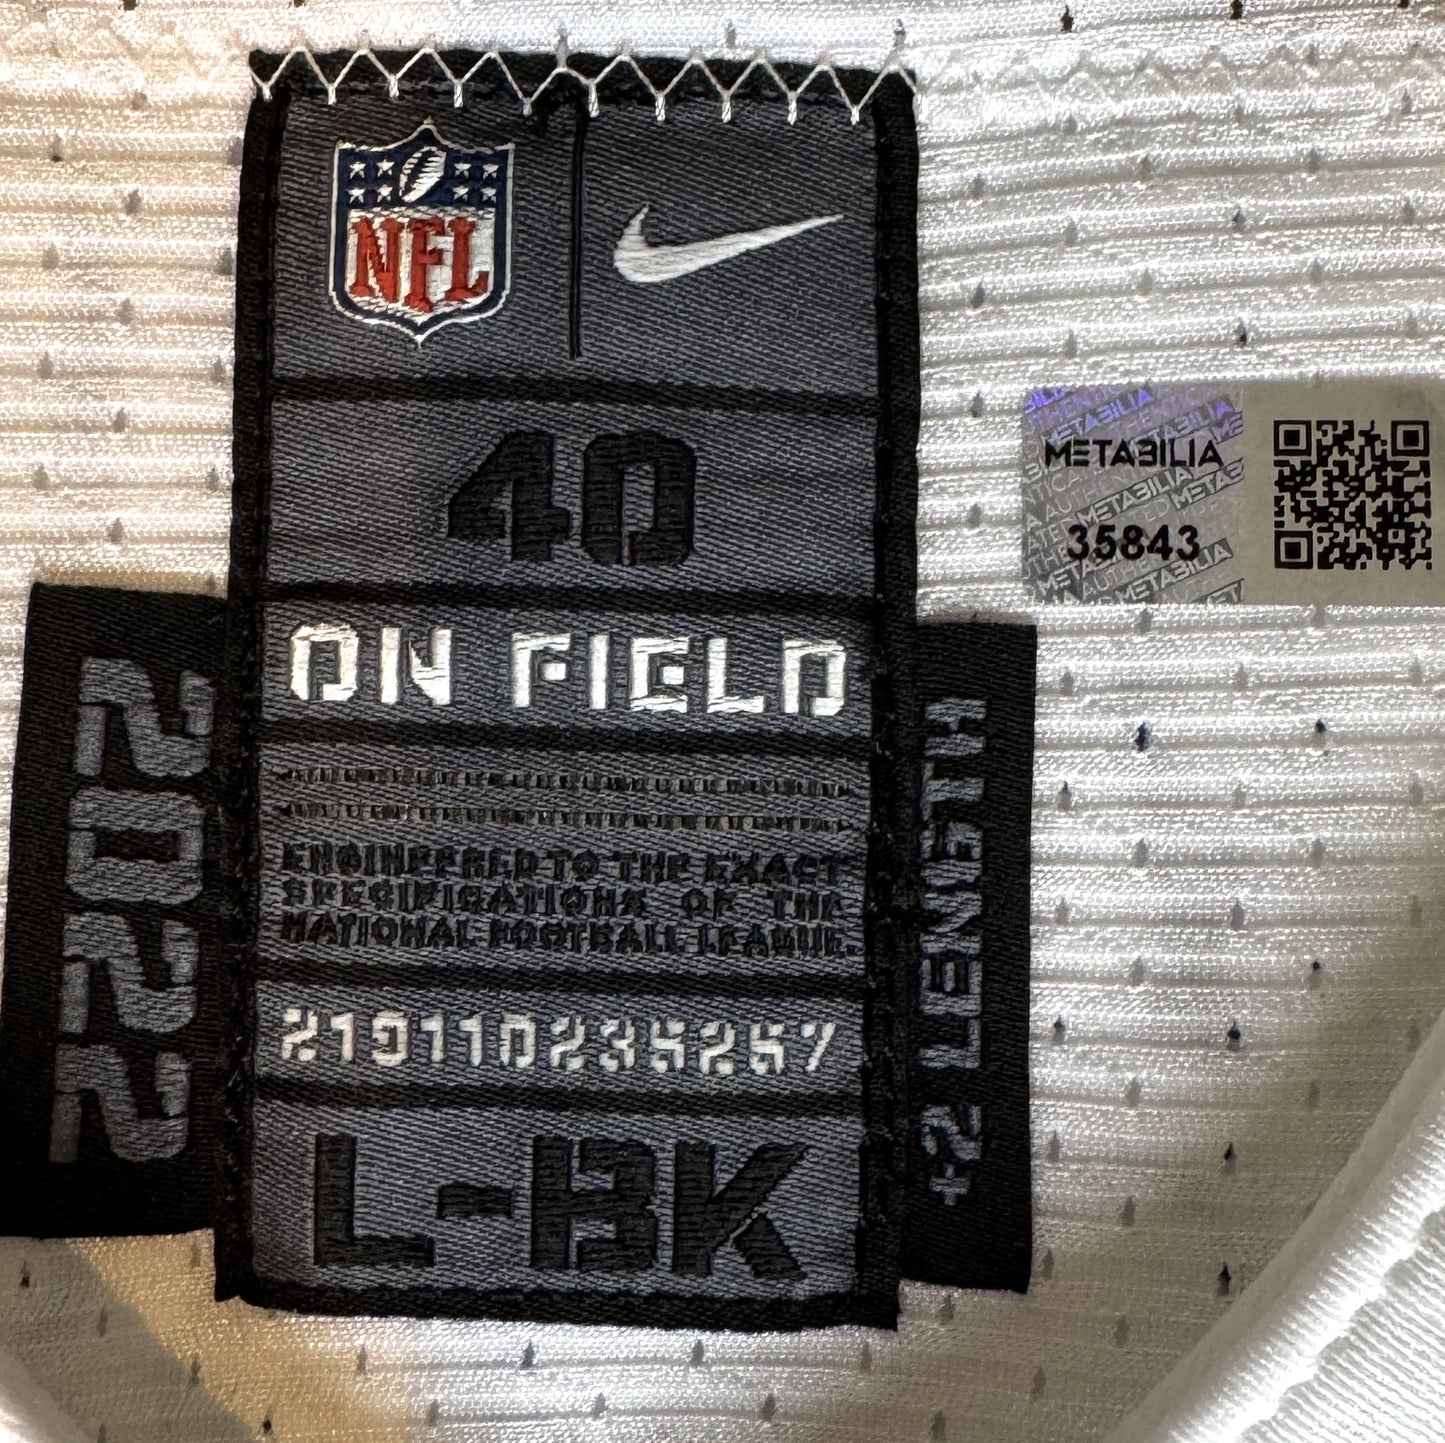 NFL
40
ON FIELD
ENGINEERED TO THE EXACT
SPECIFICATIONS OF THE
NATIONAL FOOTBALL LEAGUE.
219110235257
L-BK
2022
+2 LENGTH
METABILIA
35843